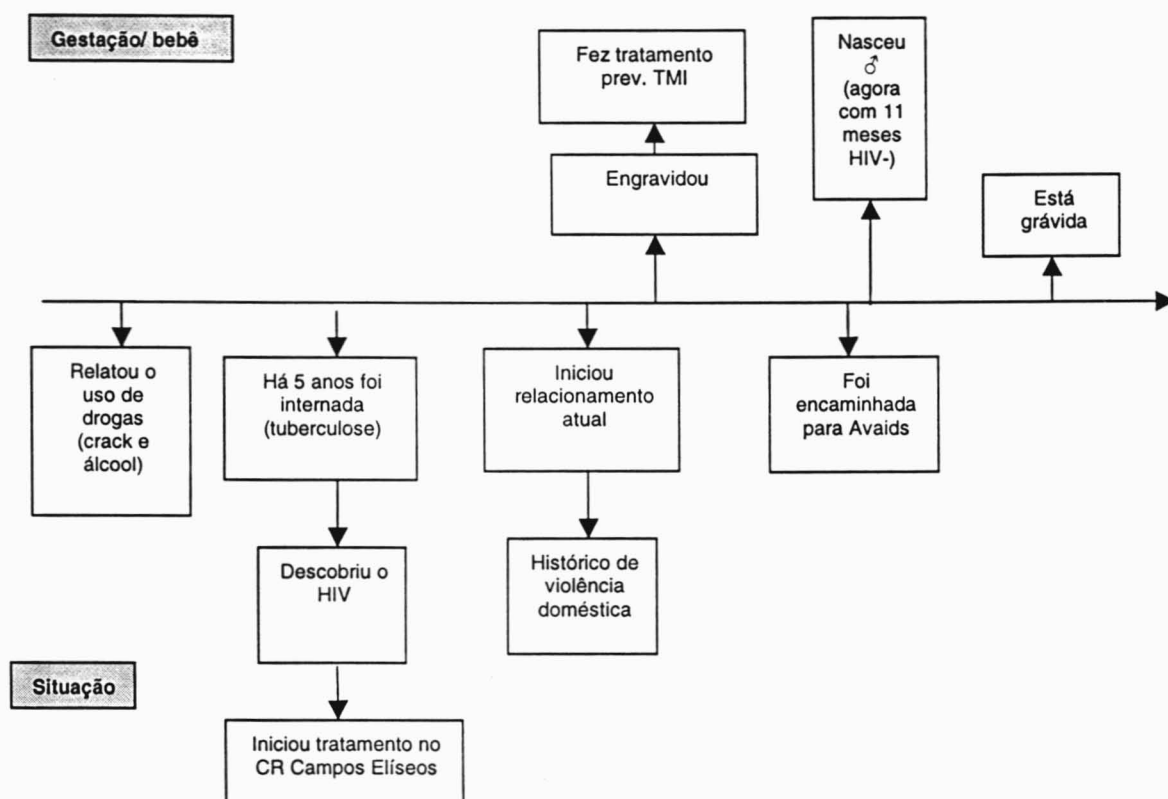 Gestação/ bebê
Fez tratamento
prev. TMI
Engravidou
Nasceu
♂
(agora
com 11
meses
HIV-)
Está
grávida
Relatou o
uso de
drogas
(crack e
álcool)
Há 5 anos foi
internada
(tuberculose)
Descobriu o
HIV
Iniciou tratamento no
CR Campos Elíseos
Iniciou
relacionamento
atual
Histórico de
violência
doméstica
Foi
encaminhada
para Avaids
Situação